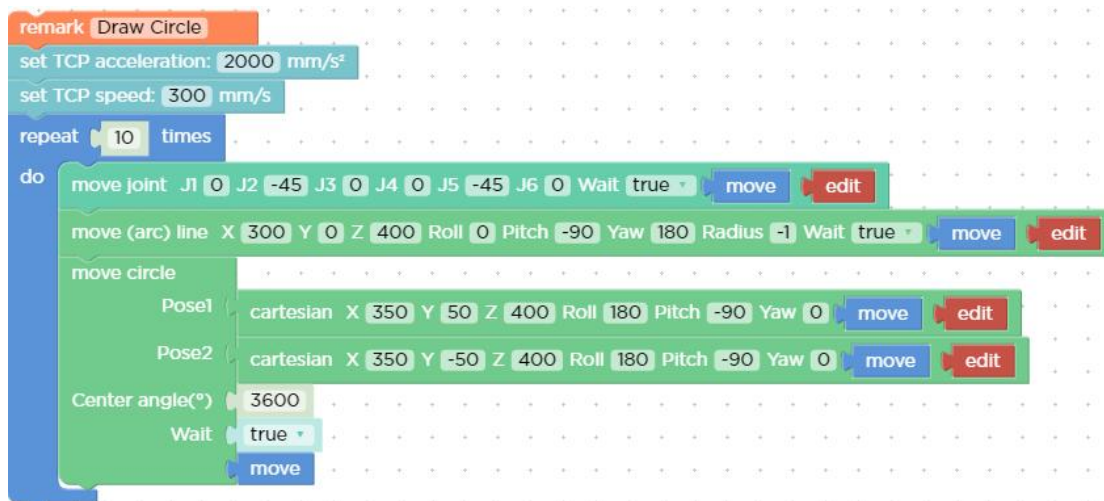 remark Draw Circle
set TCP acceleration: 2000 mm/s²
set TCP speed: 300 mm/s
repeat 10 times
do
move joint J1 0 J2 -45 J3 0 J4 0 J5 -45 J6 0 Wait true move edit
move (arc) line X 300 Y 0 Z 400 Roll 0 Pitch -90 Yaw 180 Radius -1 Wait true move edit
move circle
Pose1 cartesian X 350 Y 50 Z 400 Roll 180 Pitch -90 Yaw 0 move edit
Pose2 cartesian X 350 Y -50 Z 400 Roll 180 Pitch -90 Yaw 0 move edit
Center angle(°) 3600
Wait true
move